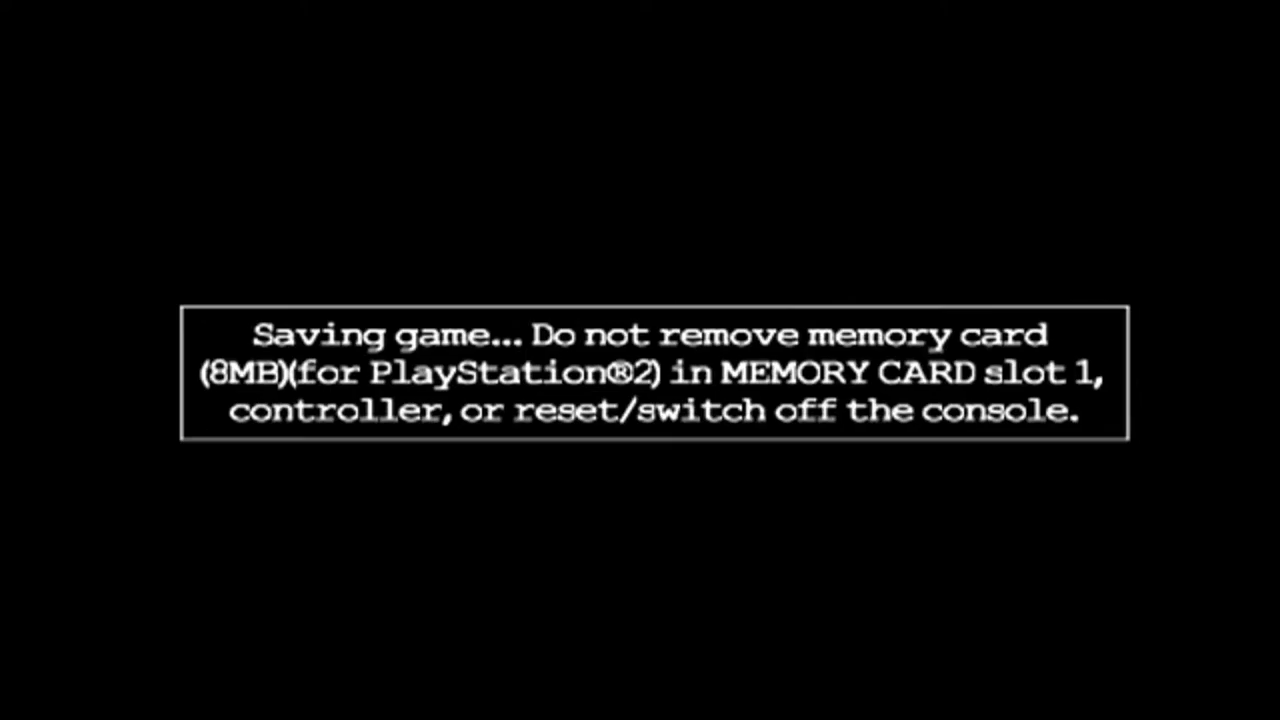 Saving game... Do not remove memory card
(8MB)(for PlayStation®2) in MEMORY CARD slot 1,
controller, or reset/switch off the console.